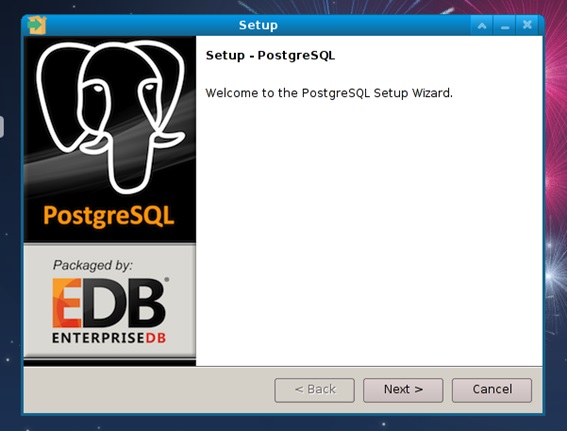 Setup
Setup - PostgreSQL
Welcome to the PostgreSQL Setup Wizard.
PostgreSQL
Packaged by:
EDB®
ENTERPRISEDB
< Back
Next >
Cancel